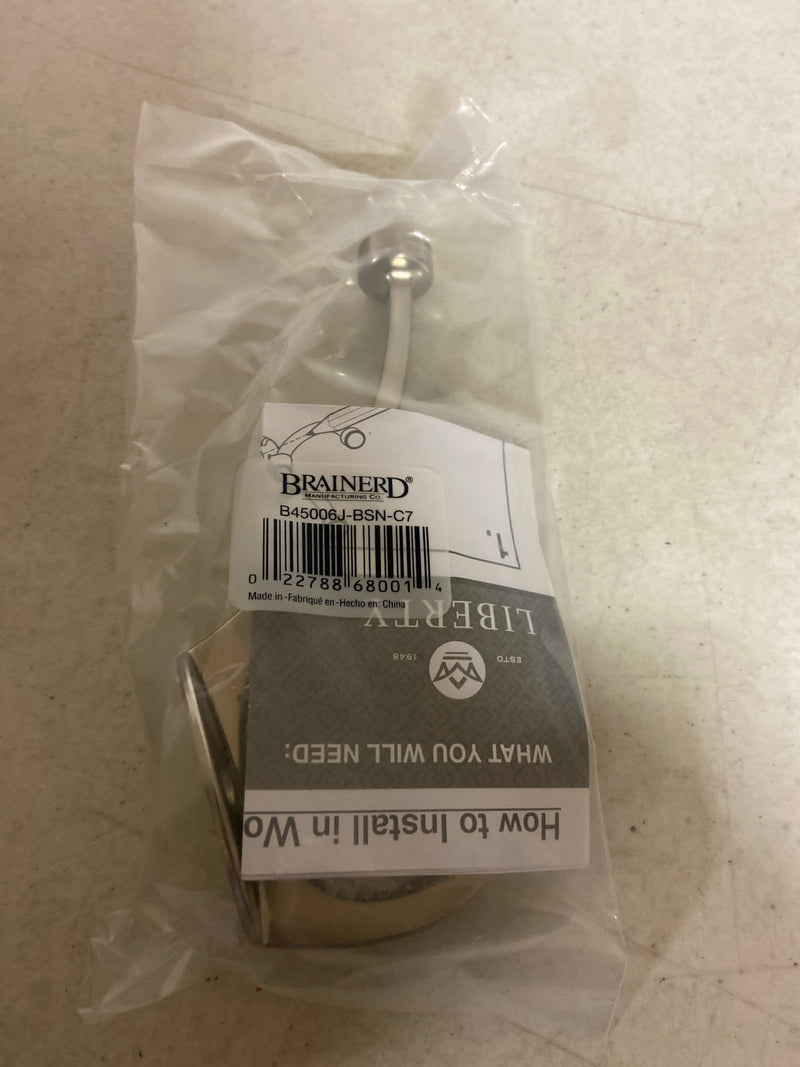 BRAINERD®
MANUFACTURING CO.
B45006J-BSN-C7
0 22788 68001 4
Made in - Fabriqué en - Hecho en: China
1.
LIBERTY
ESTD 1948
WHAT YOU WILL NEED:
How to Install in Wo